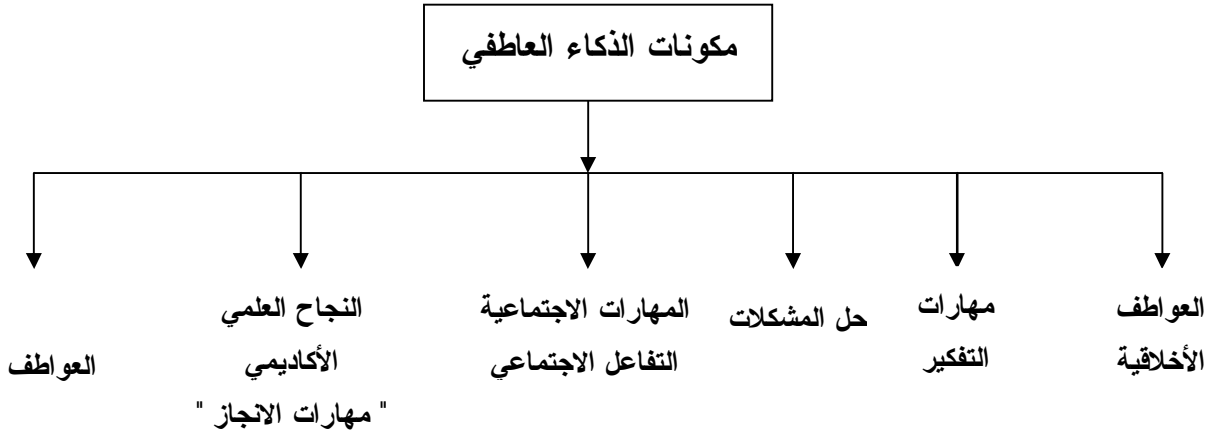 مكونات الذكاء العاطفي
العواطف
الأخلاقية
مهارات
التفكير
حل المشكلات
المهارات الاجتماعية
التفاعل الاجتماعي
النجاح العلمي
الأكاديمي
" مهارات الانجاز "
العواطف